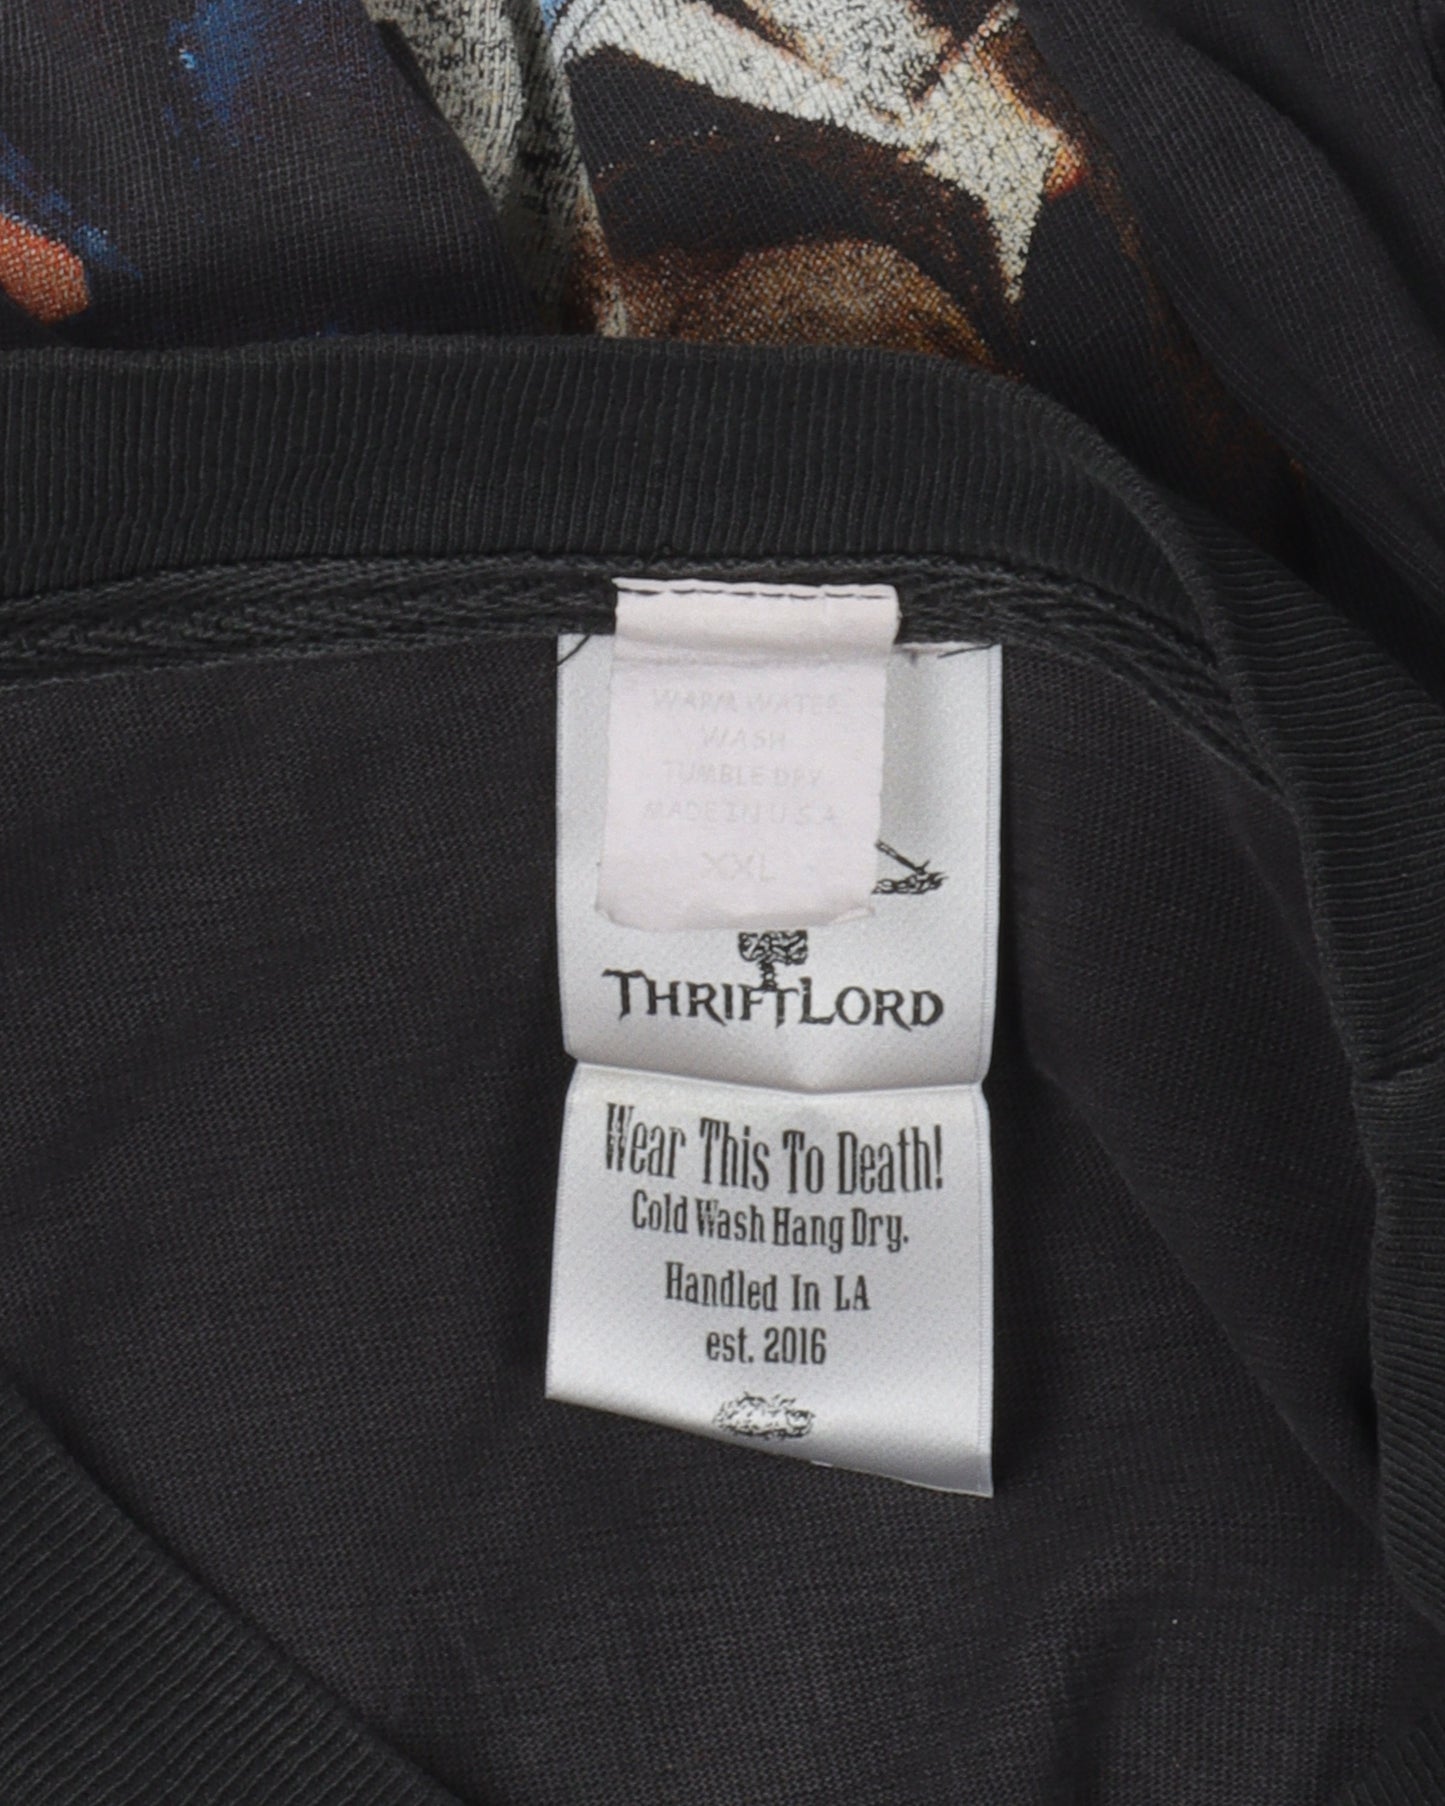 WARM WATER
WASH
TUMBLE DRY
MADE IN U.S.A
XXL
THRIFTLORD
Wear This To Death!
Cold Wash Hang Dry.
Handled In LA
est. 2016